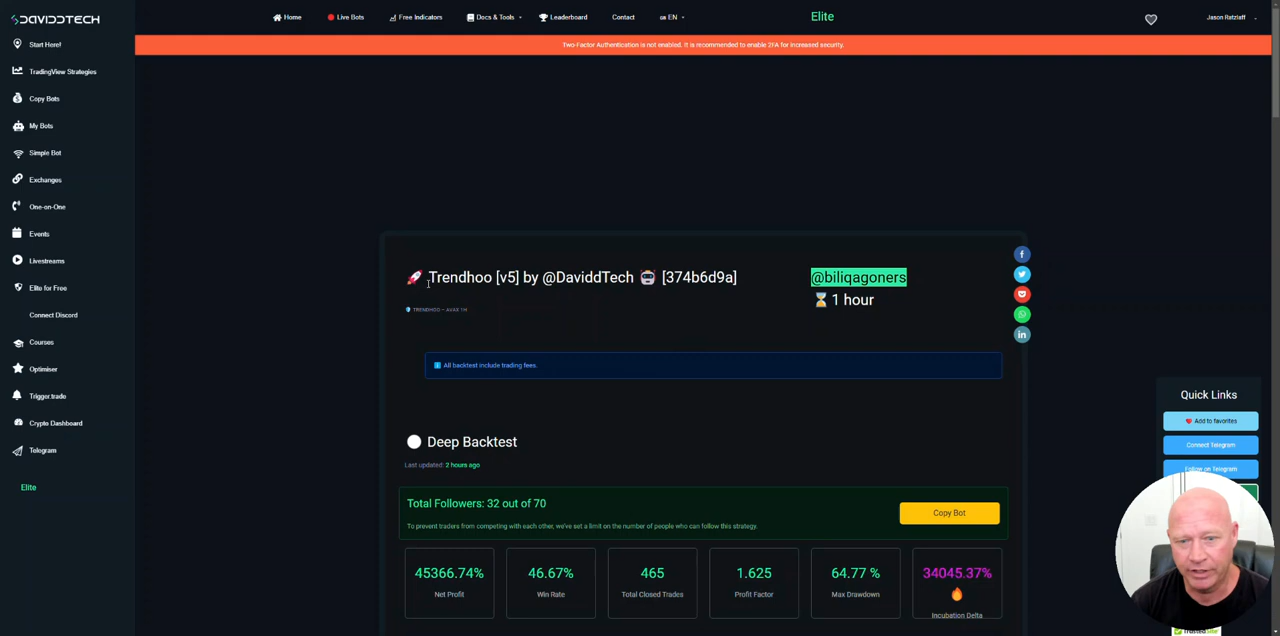 DAVIDDTECH
Home
Live Bots
Free Indicators
Docs & Tools
Leaderboard
Contact
EN
Elite
Jason Ratzlaff
Two-Factor Authentication is not enabled. It is recommended to enable 2FA for increased security.
Start Here!
TradingView Strategies
Copy Bots
My Bots
Simple Bot
Exchanges
One-on-One
Events
Livestreams
Elite for Free
Connect Discord
Courses
Optimiser
Trigger.trade
Crypto Dashboard
Telegram
Elite
🚀 Trendhoo [v5] by @DaviddTech 🤖 [374b6d9a]
@biliqagoners
⏳ 1 hour
TRENDHOO – AVAX 1H
All backtest include trading fees.
Deep Backtest
Last updated: 2 hours ago
Total Followers: 32 out of 70
To prevent traders from competing with each other, we've set a limit on the number of people who can follow this strategy.
Copy Bot
45366.74%
Net Profit
46.67%
Win Rate
465
Total Closed Trades
1.625
Profit Factor
64.77 %
Max Drawdown
34045.37%
🔥
Incubation Delta
Quick Links
Add to favorites
Connect Telegram
Follow on Telegram